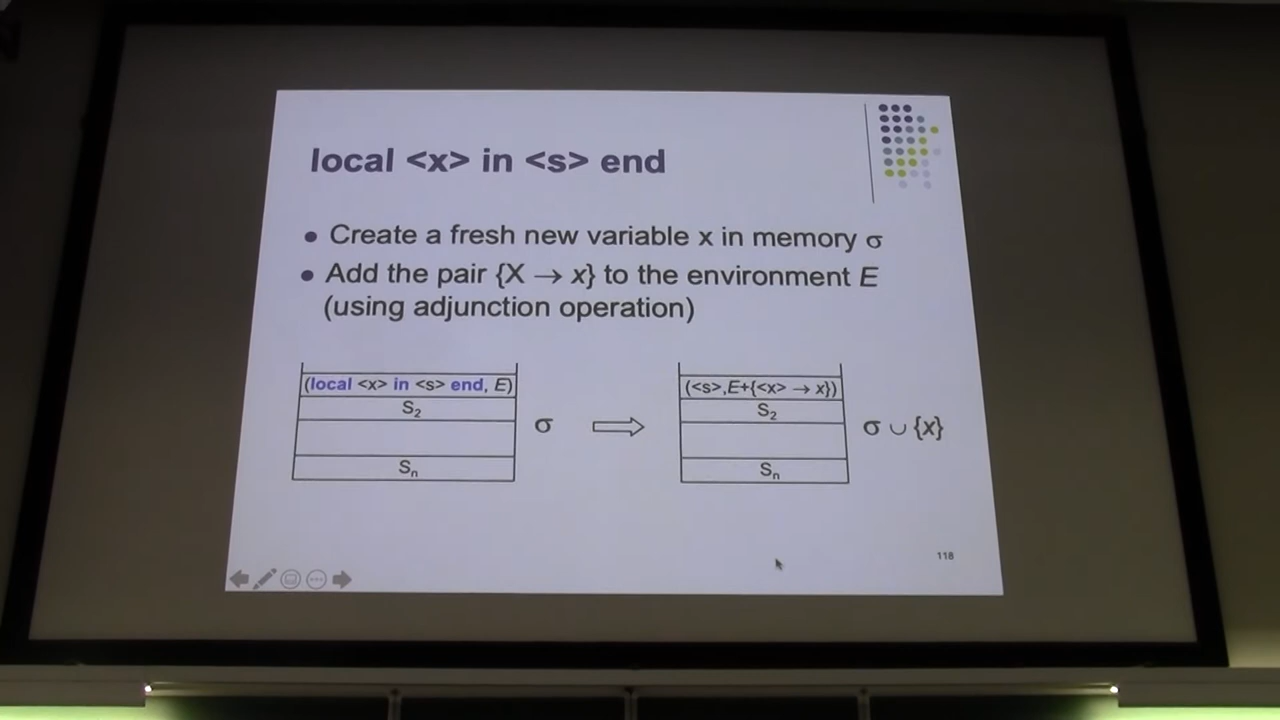 local <x> in <s> end
● Create a fresh new variable x in memory σ
● Add the pair {X → x} to the environment E
(using adjunction operation)
(local <x> in <s> end, E)
S₂
Sₙ
σ
(<s>,E+{<x> → x})
S₂
Sₙ
σ ∪ {x}
118